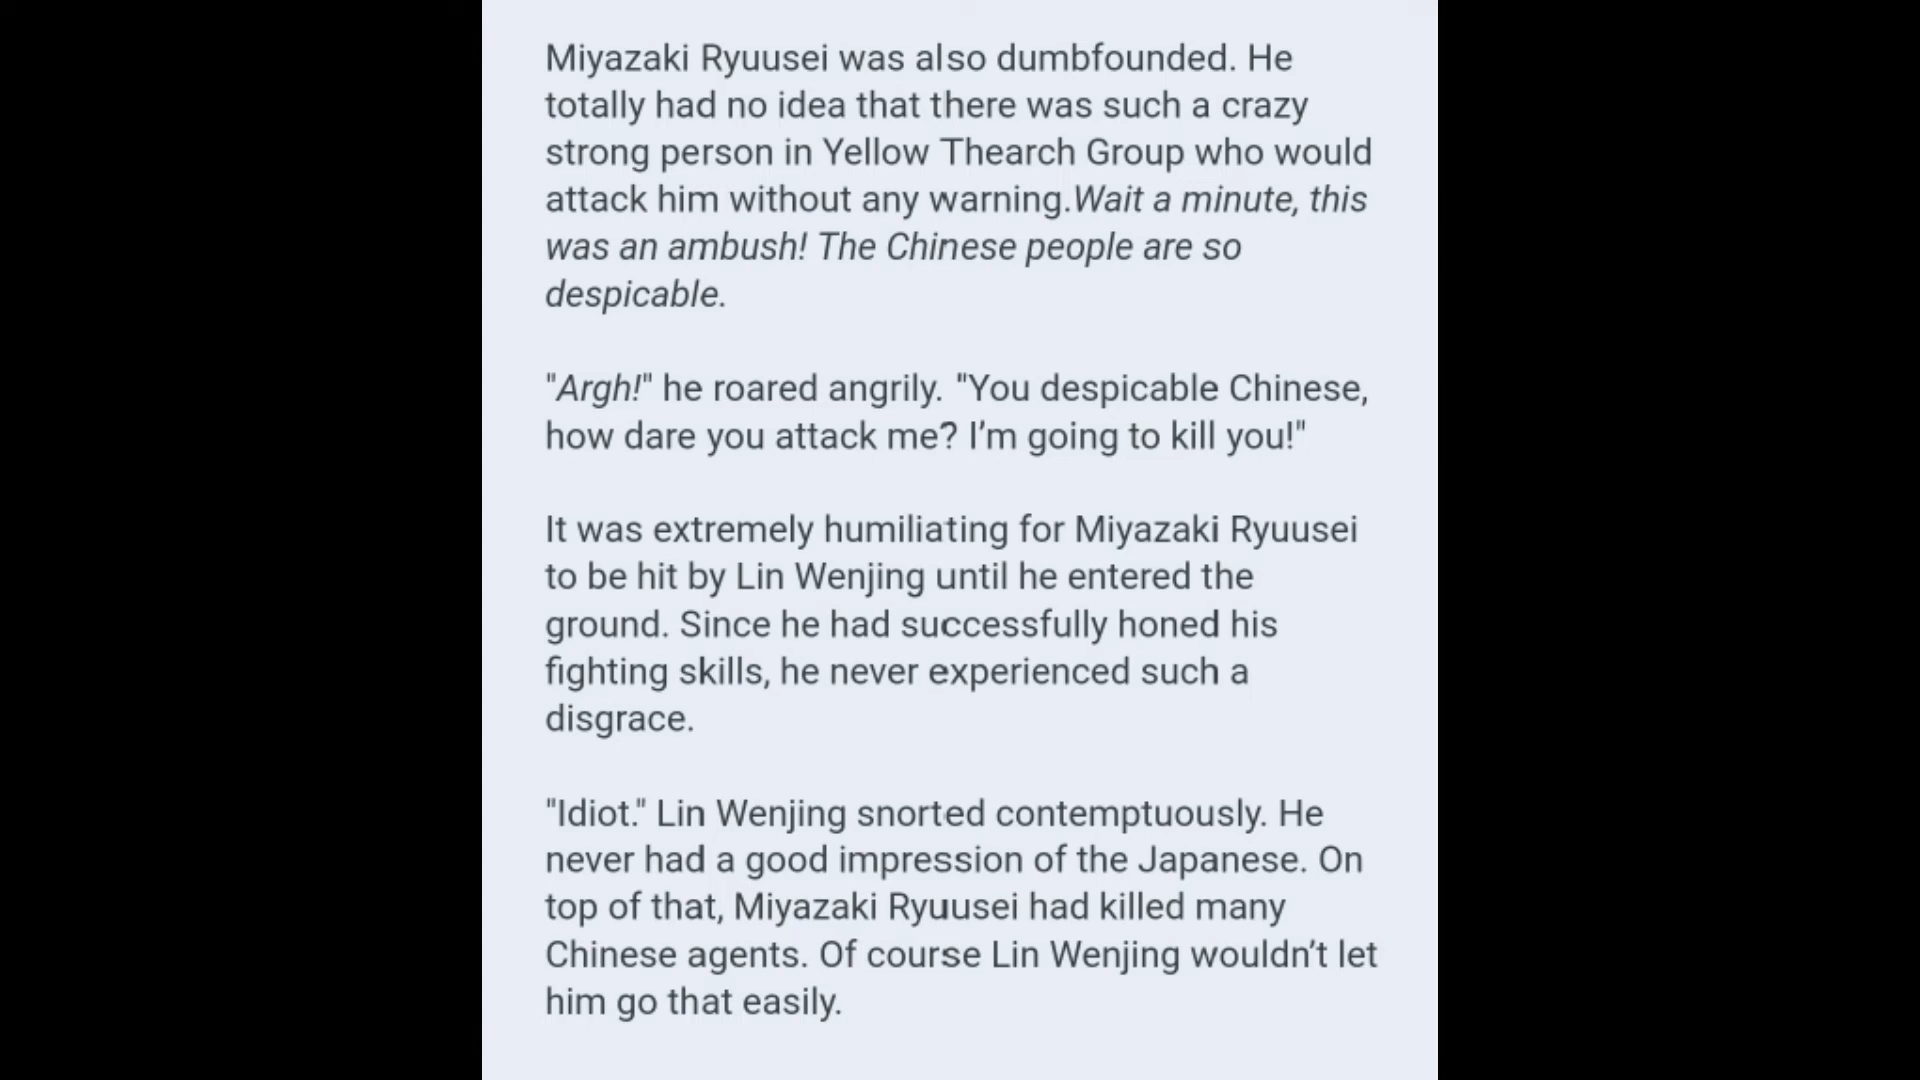 Miyazaki Ryuusei was also dumbfounded. He
totally had no idea that there was such a crazy
strong person in Yellow Thearch Group who would
attack him without any warning.Wait a minute, this
was an ambush! The Chinese people are so
despicable.
"Argh!" he roared angrily. "You despicable Chinese,
how dare you attack me? I’m going to kill you!"
It was extremely humiliating for Miyazaki Ryuusei
to be hit by Lin Wenjing until he entered the
ground. Since he had successfully honed his
fighting skills, he never experienced such a
disgrace.
"Idiot." Lin Wenjing snorted contemptuously. He
never had a good impression of the Japanese. On
top of that, Miyazaki Ryuusei had killed many
Chinese agents. Of course Lin Wenjing wouldn’t let
him go that easily.